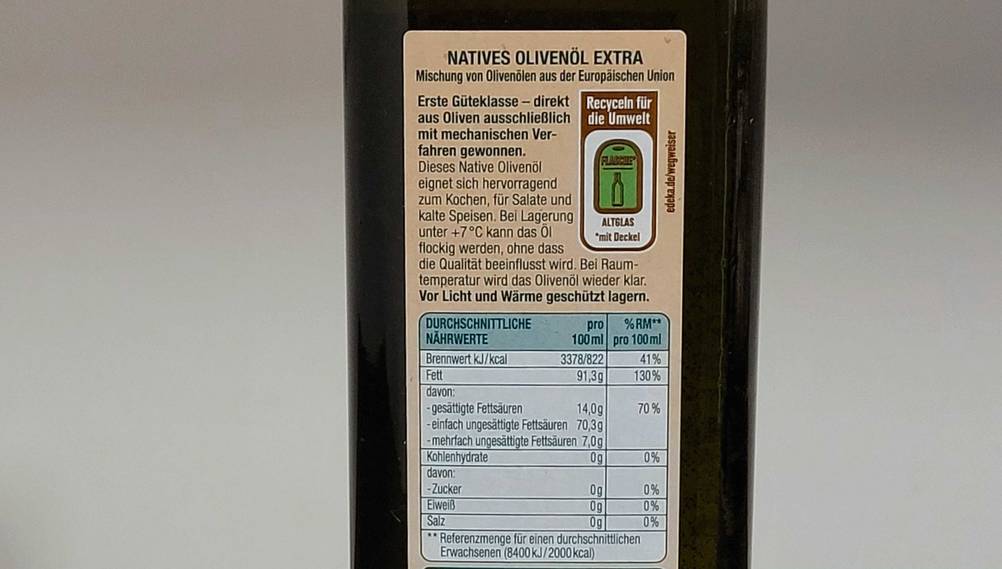 NATIVES OLIVENÖL EXTRA
Mischung von Olivenölen aus der Europäischen Union
Erste Güteklasse – direkt
aus Oliven ausschließlich
mit mechanischen Ver-
fahren gewonnen.
Dieses Native Olivenöl
eignet sich hervorragend
zum Kochen, für Salate und
kalte Speisen. Bei Lagerung
unter +7°C kann das Öl
flockig werden, ohne dass
die Qualität beeinflusst wird. Bei Raum-
temperatur wird das Olivenöl wieder klar.
Vor Licht und Wärme geschützt lagern.
Recyceln für
die Umwelt
FLASCHE*
ALTGLAS
*mit Deckel
edeka.de/wegweiser
DURCHSCHNITTLICHE pro % RM**
NÄHRWERTE 100 ml pro 100 ml
Brennwert kJ/kcal 3378/822 41%
Fett 91,3g 130%
davon:
- gesättigte Fettsäuren 14,0g 70 %
- einfach ungesättigte Fettsäuren 70,3g
- mehrfach ungesättigte Fettsäuren 7,0g
Kohlenhydrate 0g 0%
davon:
- Zucker 0g 0%
Eiweiß 0g 0%
Salz 0g 0%
** Referenzmenge für einen durchschnittlichen
Erwachsenen (8400 kJ/2000 kcal)